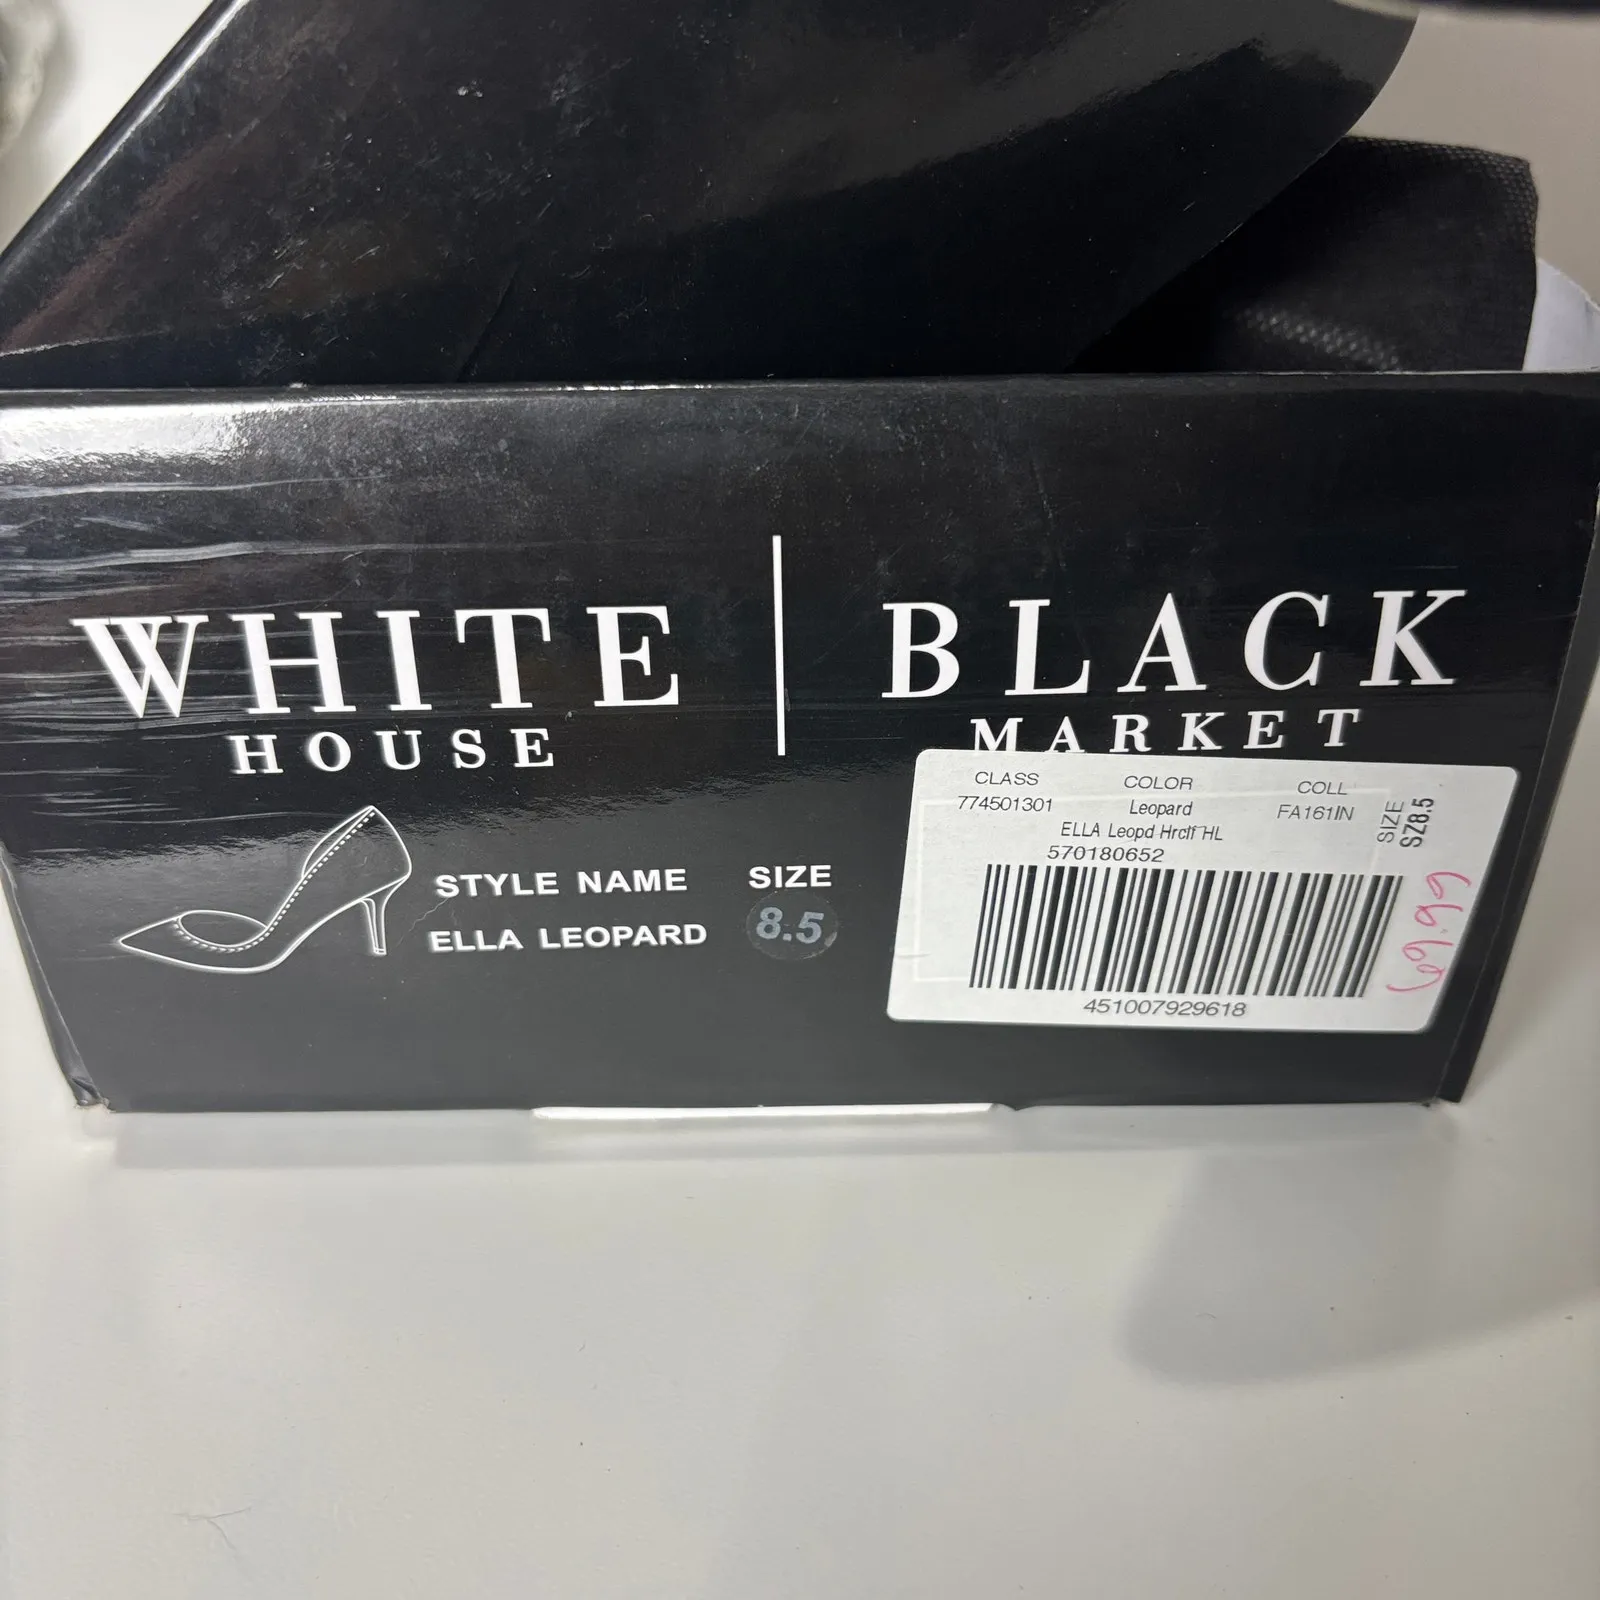 WHITE
HOUSE
BLACK
MARKET
STYLE NAME
ELLA LEOPARD
SIZE
8.5
CLASS
774501301
COLOR
Leopard
COLL
FA161IN
SIZE
SZ8.5
ELLA Leopd Hrclf HL
570180652
451007929618
69.99